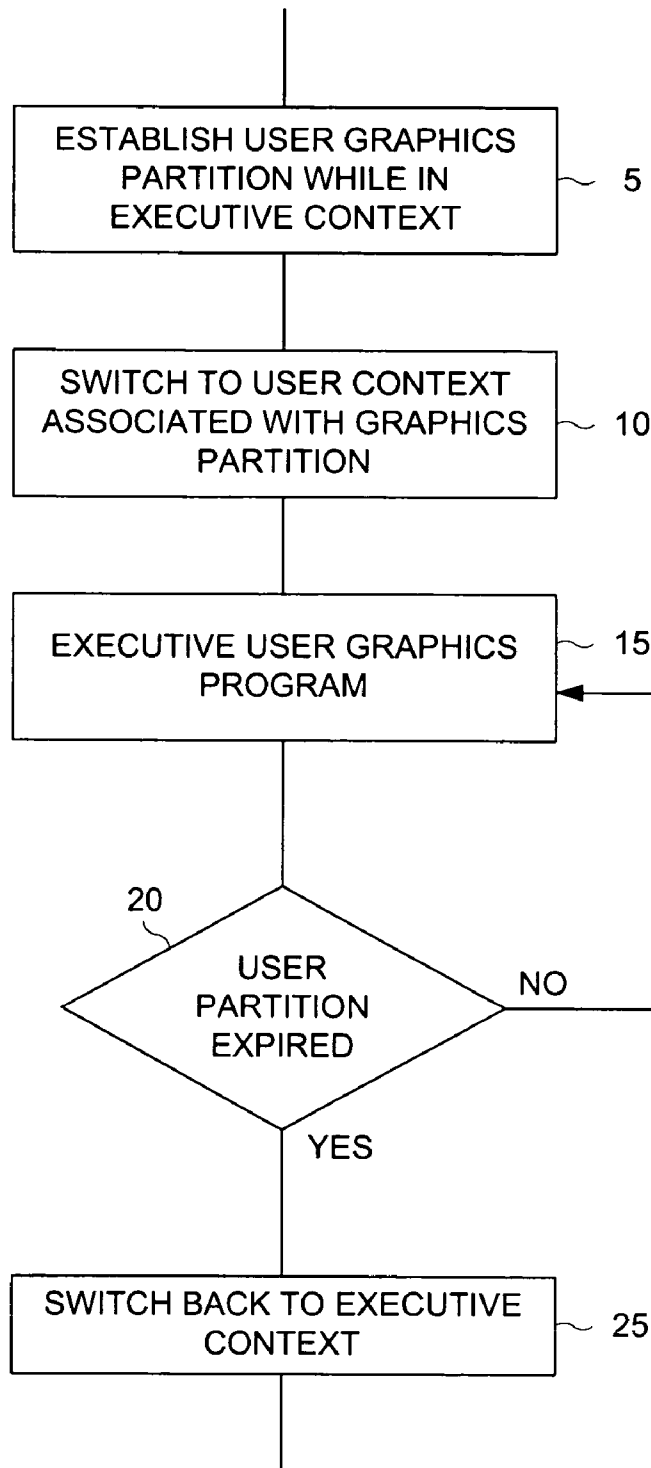 ESTABLISH USER GRAPHICS
PARTITION WHILE IN
EXECUTIVE CONTEXT
5
SWITCH TO USER CONTEXT
ASSOCIATED WITH GRAPHICS
PARTITION
10
EXECUTIVE USER GRAPHICS
PROGRAM
15
20
USER
PARTITION
EXPIRED
NO
YES
SWITCH BACK TO EXECUTIVE
CONTEXT
25